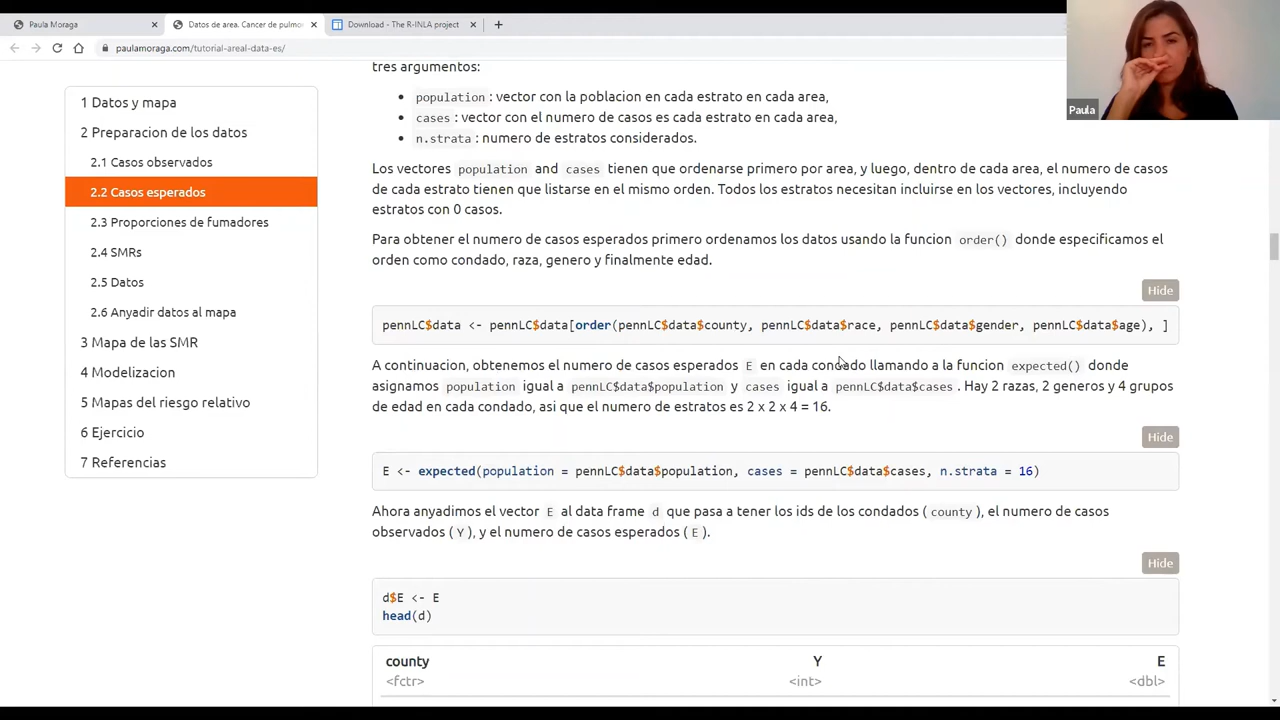 Paula Moraga
Datos de area. Cancer de pulmo
Download - The R-INLA project
paulamoraga.com/tutorial-areal-data-es/
Paula
1 Datos y mapa
2 Preparacion de los datos
2.1 Casos observados
2.2 Casos esperados
2.3 Proporciones de fumadores
2.4 SMRs
2.5 Datos
2.6 Anyadir datos al mapa
3 Mapa de las SMR
4 Modelizacion
5 Mapas del riesgo relativo
6 Ejercicio
7 Referencias
tres argumentos:
population : vector con la poblacion en cada estrato en cada area,
cases : vector con el numero de casos es cada estrato en cada area,
n.strata : numero de estratos considerados.
Los vectores population and cases tienen que ordenarse primero por area, y luego, dentro de cada area, el numero de casos
de cada estrato tienen que listarse en el mismo orden. Todos los estratos necesitan incluirse en los vectores, incluyendo
estratos con 0 casos.
Para obtener el numero de casos esperados primero ordenamos los datos usando la funcion order() donde especificamos el
orden como condado, raza, genero y finalmente edad.
Hide
pennLC$data <- pennLC$data[order(pennLC$data$county, pennLC$data$race, pennLC$data$gender, pennLC$data$age), ]
A continuacion, obtenemos el numero de casos esperados E en cada condado llamando a la funcion expected() donde
asignamos population igual a pennLC$data$population y cases igual a pennLC$data$cases . Hay 2 razas, 2 generos y 4 grupos
de edad en cada condado, asi que el numero de estratos es 2 x 2 x 4 = 16.
Hide
E <- expected(population = pennLC$data$population, cases = pennLC$data$cases, n.strata = 16)
Ahora anyadimos el vector E al data frame d que pasa a tener los ids de los condados ( county ), el numero de casos
observados ( Y ), y el numero de casos esperados ( E ).
Hide
d$E <- E
head(d)
county Y E
<fctr> <int> <dbl>